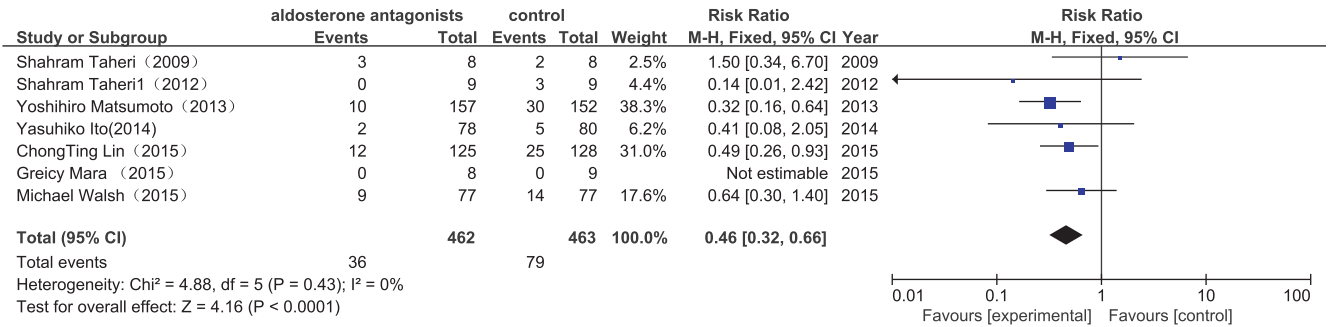 aldosterone antagonists control Risk Ratio Risk Ratio
Study or Subgroup Events Total Events Total Weight M-H, Fixed, 95% CI Year M-H, Fixed, 95% CI
Shahram Taheri（2009） 3 8 2 8 2.5% 1.50 [0.34, 6.70] 2009
Shahram Taheri1（2012） 0 9 3 9 4.4% 0.14 [0.01, 2.42] 2012
Yoshihiro Matsumoto（2013） 10 157 30 152 38.3% 0.32 [0.16, 0.64] 2013
Yasuhiko Ito(2014) 2 78 5 80 6.2% 0.41 [0.08, 2.05] 2014
ChongTing Lin（2015） 12 125 25 128 31.0% 0.49 [0.26, 0.93] 2015
Greicy Mara （2015） 0 8 0 9 Not estimable 2015
Michael Walsh（2015） 9 77 14 77 17.6% 0.64 [0.30, 1.40] 2015
Total (95% CI) 462 463 100.0% 0.46 [0.32, 0.66]
Total events 36 79
Heterogeneity: Chi² = 4.88, df = 5 (P = 0.43); I² = 0%
Test for overall effect: Z = 4.16 (P < 0.0001)
0.01 0.1 1 10 100
Favours [experimental] Favours [control]